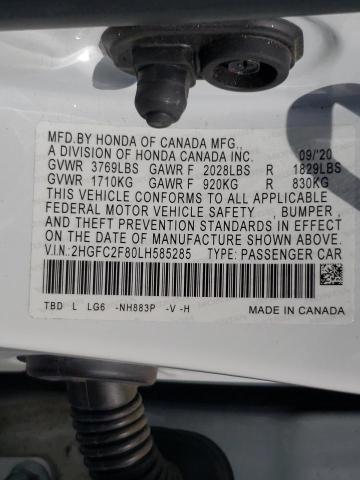 MFD.BY HONDA OF CANADA MFG.,
A DIVISION OF HONDA CANADA INC. 09/'20
GVWR 3769LBS GAWR F 2028LBS R 1829LBS
GVWR 1710KG GAWR F 920KG R 830KG
THIS VEHICLE CONFORMS TO ALL APPLICABLE
FEDERAL MOTOR VEHICLE SAFETY , BUMPER ,
AND THEFT PREVENTION STANDARDS IN EFFECT
ON THE DATE OF MANUFACTURE SHOWN ABOVE.
V.I.N.: 2HGFC2F80LH585285 TYPE: PASSENGER CAR
TBD L LG6 -NH883P -V -H MADE IN CANADA